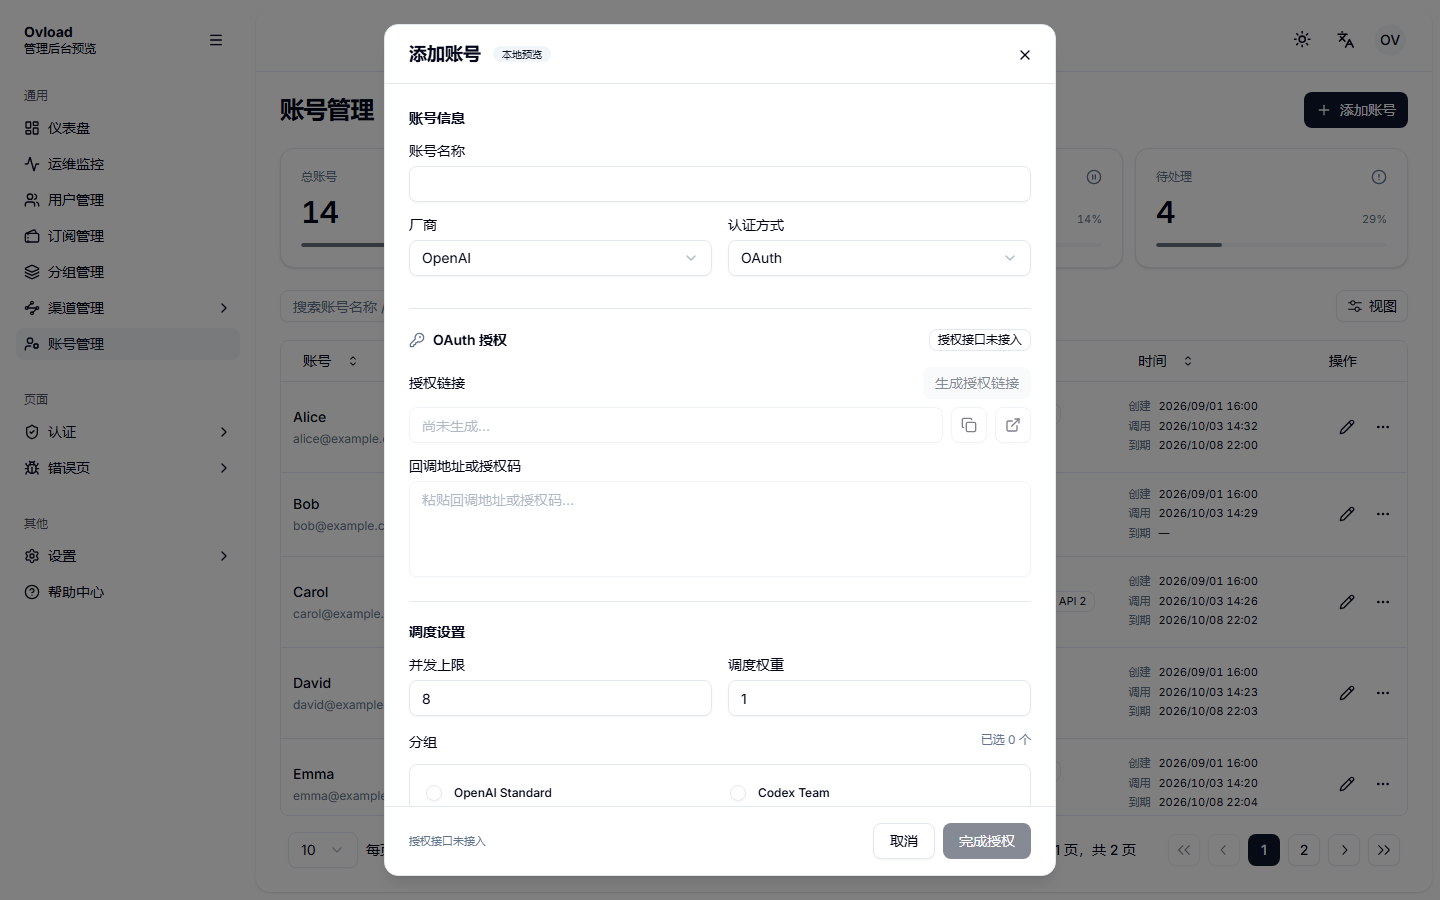 Ovload
管理后台预览
通用
仪表盘
运维监控
用户管理
订阅管理
分组管理
渠道管理
账号管理
页面
认证
错误页
其他
设置
帮助中心
OV
账号管理
添加账号
总账号
14
14%
待处理
4
29%
搜索账号名称 /
视图
账号
时间
操作
Alice
alice@example.
创建 2026/09/01 16:00
调用 2026/10/03 14:32
到期 2026/10/08 22:00
Bob
bob@example.c
创建 2026/09/01 16:00
调用 2026/10/03 14:29
到期 —
Carol
carol@example.
API 2
创建 2026/09/01 16:00
调用 2026/10/03 14:26
到期 2026/10/08 22:02
David
david@example
创建 2026/09/01 16:00
调用 2026/10/03 14:23
到期 2026/10/08 22:03
Emma
emma@example
创建 2026/09/01 16:00
调用 2026/10/03 14:20
到期 2026/10/08 22:04
10
每
1 页，共 2 页
1
2
添加账号
本地预览
账号信息
账号名称
厂商
认证方式
OpenAI
OAuth
OAuth 授权
授权接口未接入
授权链接
生成授权链接
尚未生成...
回调地址或授权码
粘贴回调地址或授权码...
调度设置
并发上限
调度权重
8
1
分组
已选 0 个
OpenAI Standard
Codex Team
授权接口未接入
取消
完成授权